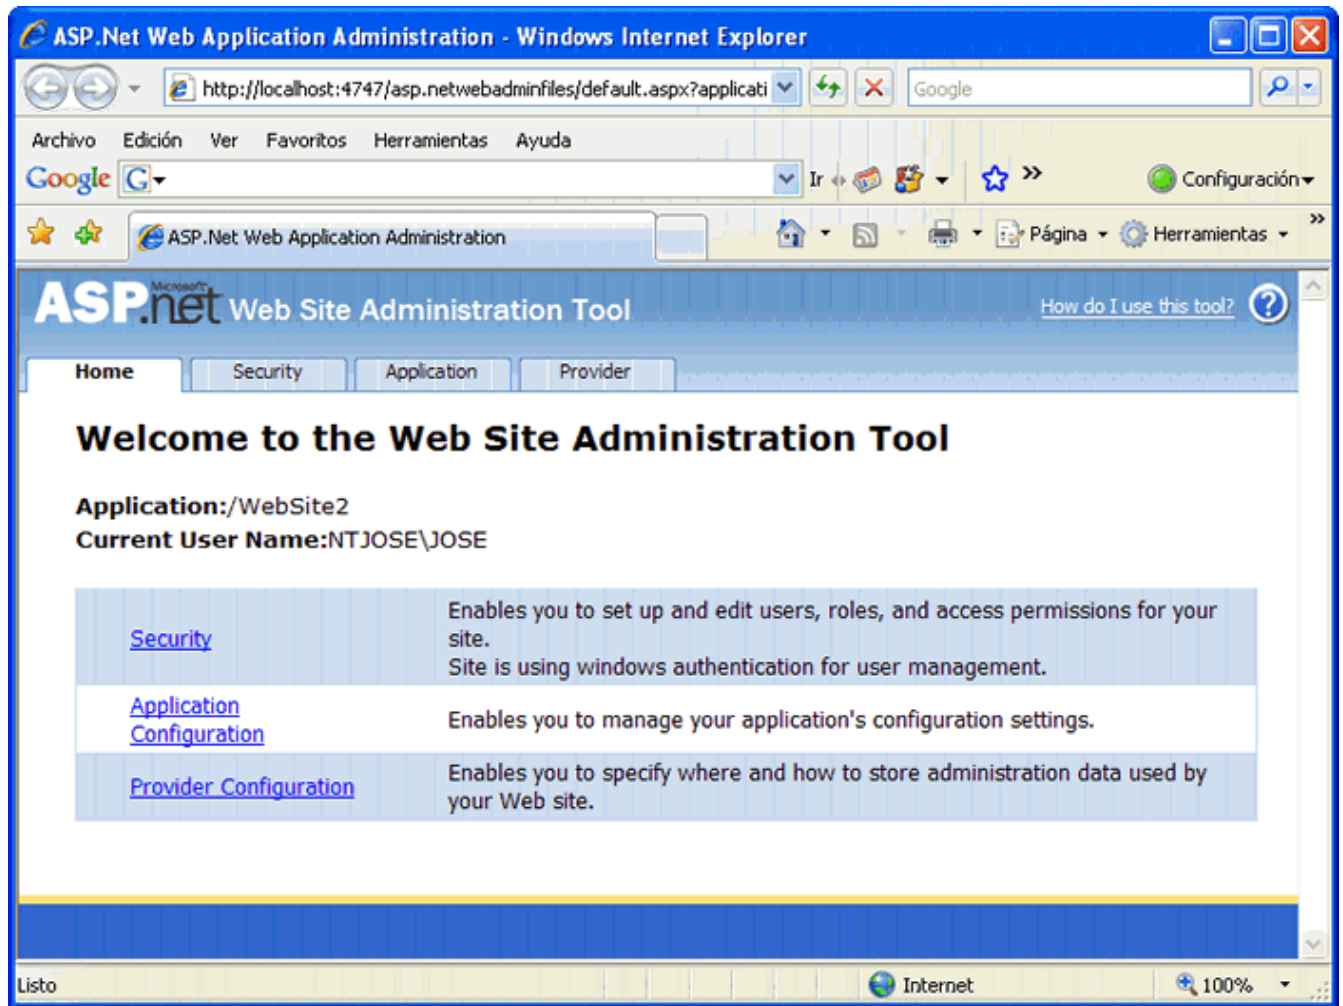 ASP.Net Web Application Administration - Windows Internet Explorer
http://localhost:4747/asp.netwebadminfiles/default.aspx?applicati
Google
Archivo Edición Ver Favoritos Herramientas Ayuda
Google G Ir » Configuración
ASP.Net Web Application Administration Página Herramientas »
Microsoft
ASP.net Web Site Administration Tool How do I use this tool? ?
Home Security Application Provider
Welcome to the Web Site Administration Tool
Application:/WebSite2
Current User Name:NTJOSE\JOSE
Security
Enables you to set up and edit users, roles, and access permissions for your
site.
Site is using windows authentication for user management.
Application
Configuration
Enables you to manage your application's configuration settings.
Provider Configuration
Enables you to specify where and how to store administration data used by
your Web site.
Listo Internet 100%